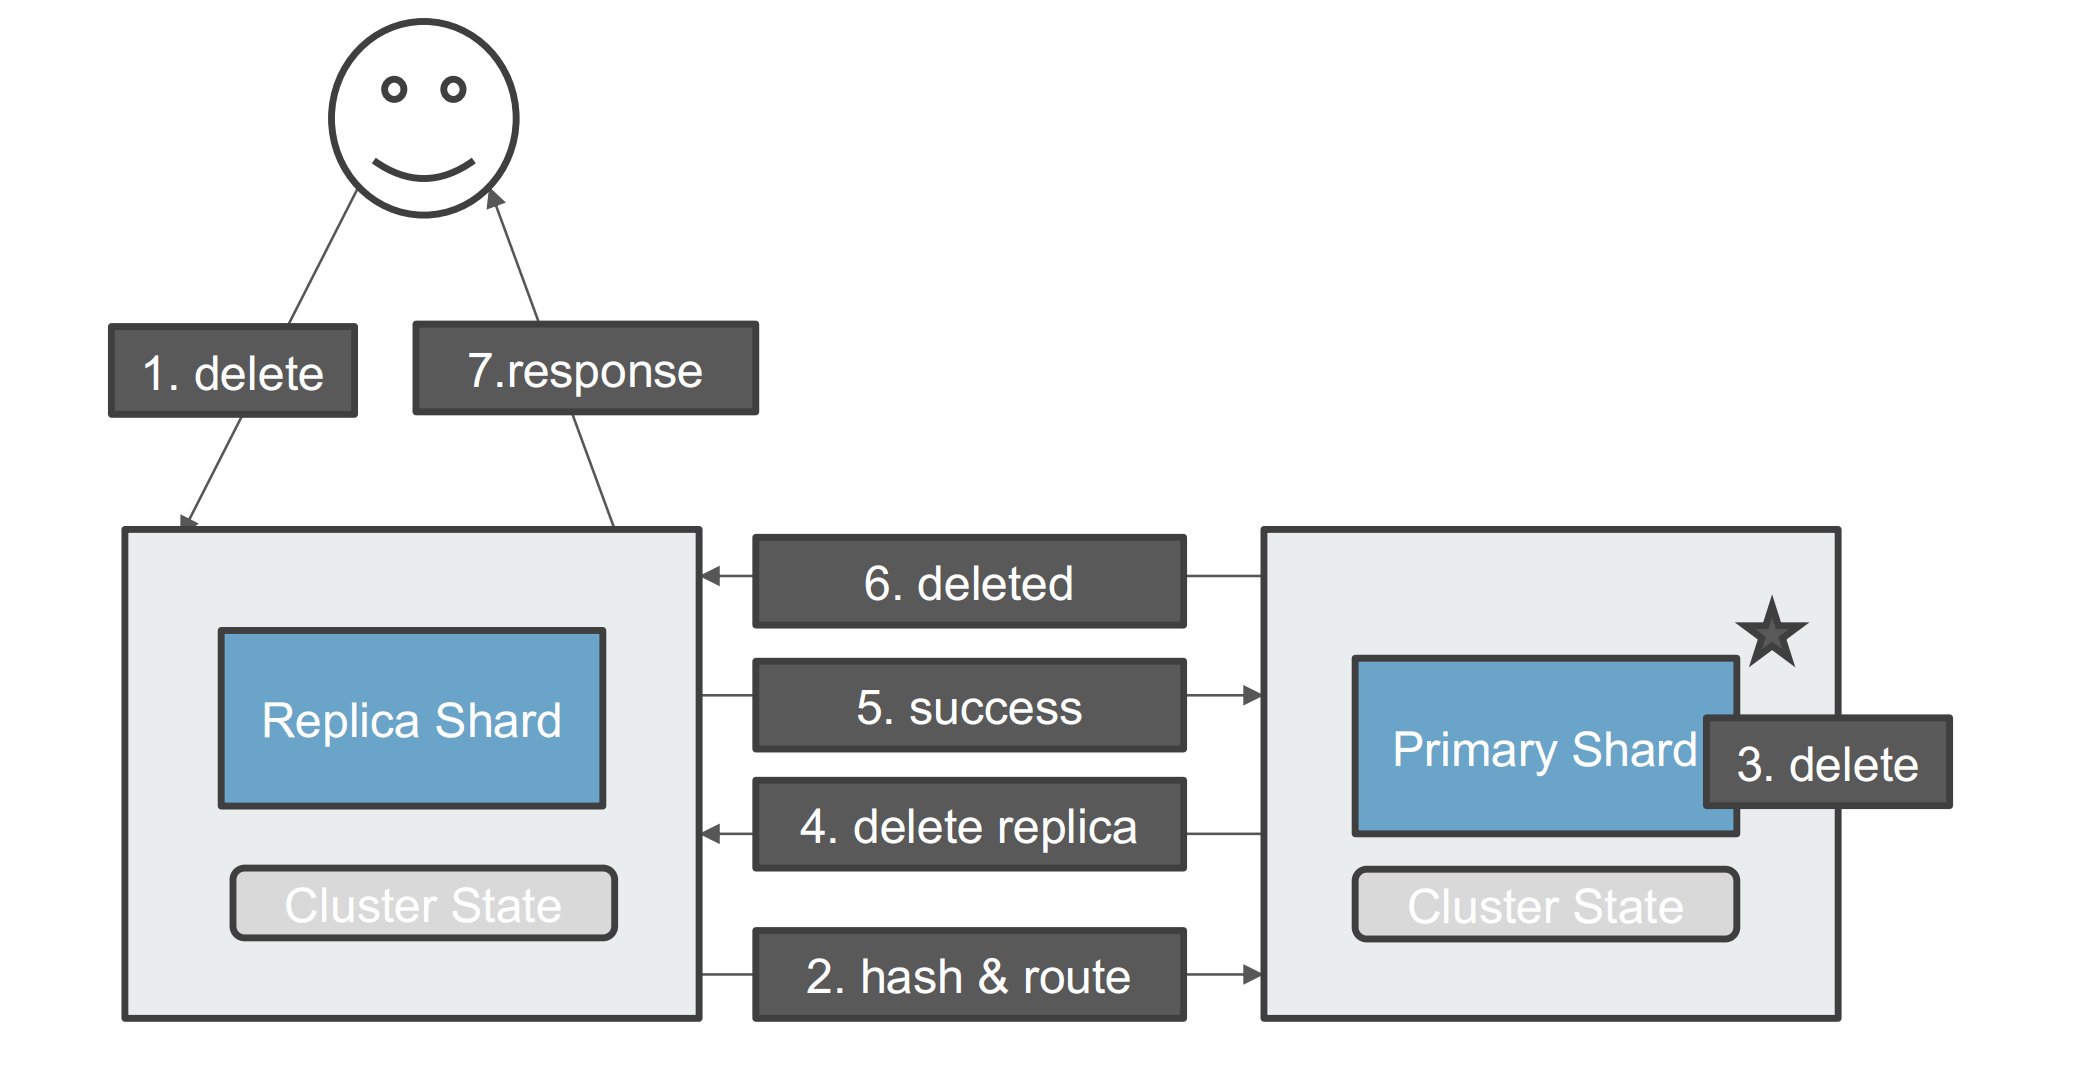 1. delete
7.response
6. deleted
5. success
Replica Shard
Primary Shard
3. delete
4. delete replica
Cluster State
Cluster State
2. hash & route